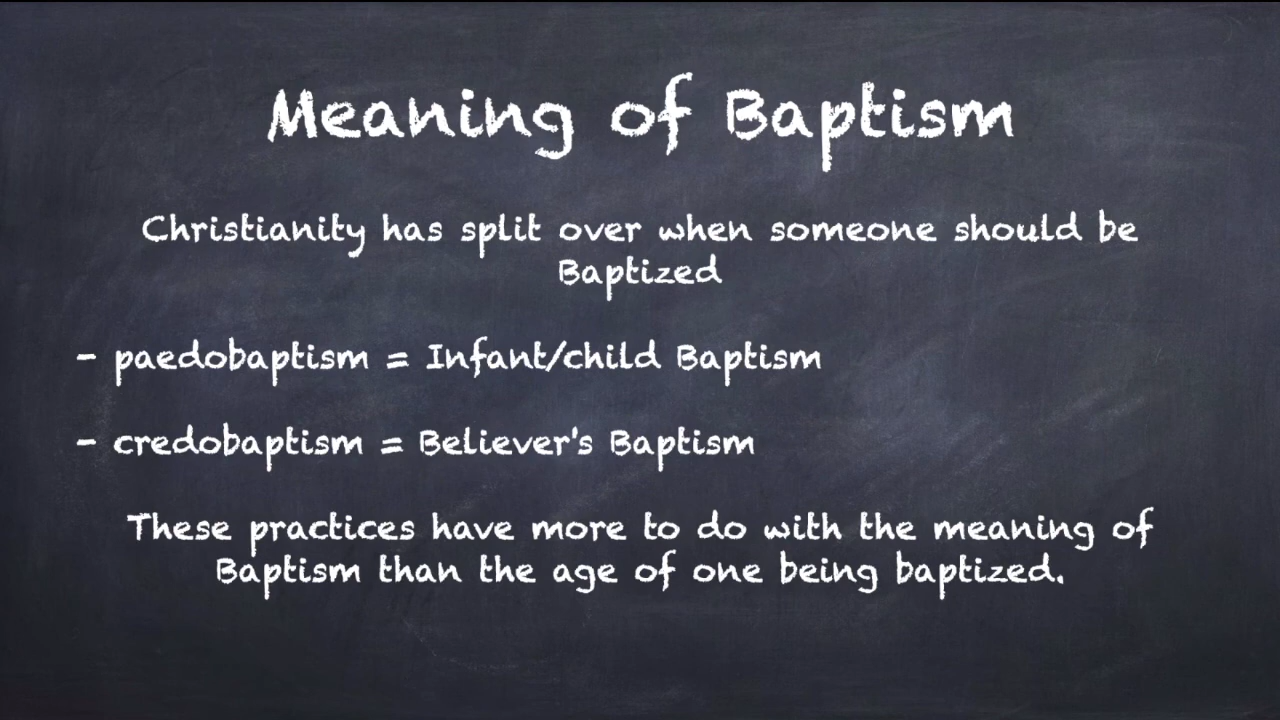 Meaning of Baptism
Christianity has split over when someone should be
Baptized
- paedobaptism = Infant/child Baptism
- credobaptism = Believer's Baptism
These practices have more to do with the meaning of
Baptism than the age of one being baptized.